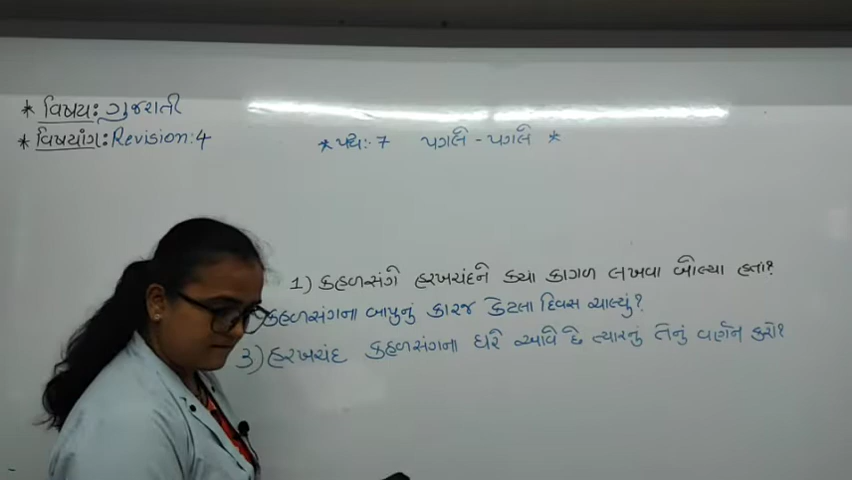 * વિષય: ગુજરાતી
* વિષયાંગ: Revision: 4
* પદ્ય: 7 પગલે - પગલે *
1) કહળસંગે હરખચંદને ક્યા કાગળ લખવા બોલ્યા હતા?
કહળસંગના બાપુનું કારજ કેટલા દિવસ ચાલ્યું?
3) હરખચંદ કહળસંગના ઘરે આવે છે ત્યારનું તેનું વર્ણન કરો?